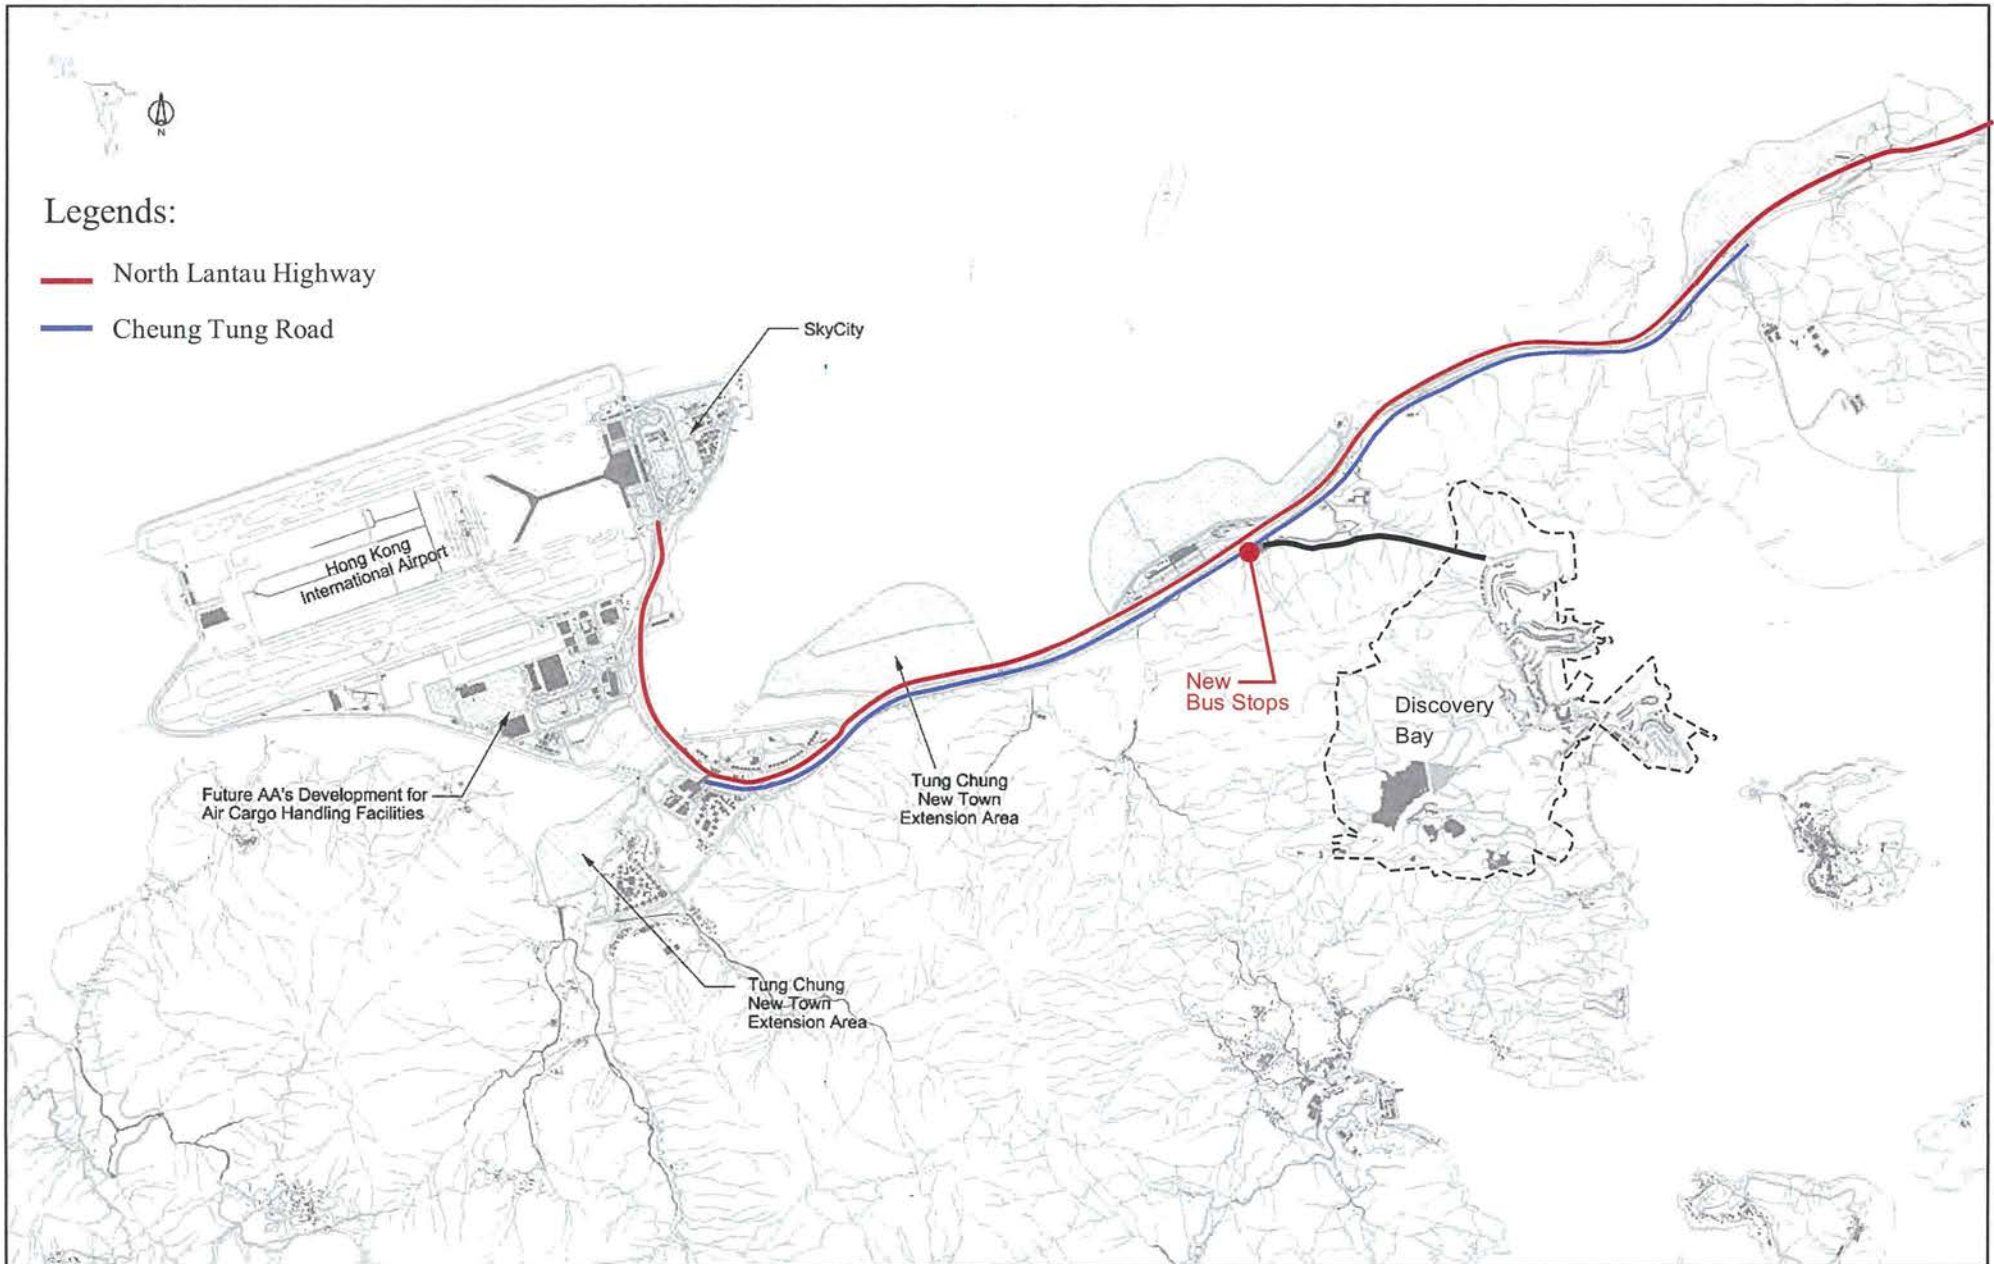 N
Legends:
North Lantau Highway
Cheung Tung Road
SkyCity
Hong Kong
International Airport
New
Bus Stops
Discovery
Bay
Tung Chung
New Town
Extension Area
Future AA's Development for
Air Cargo Handling Facilities
Tung Chung
New Town
Extension Area